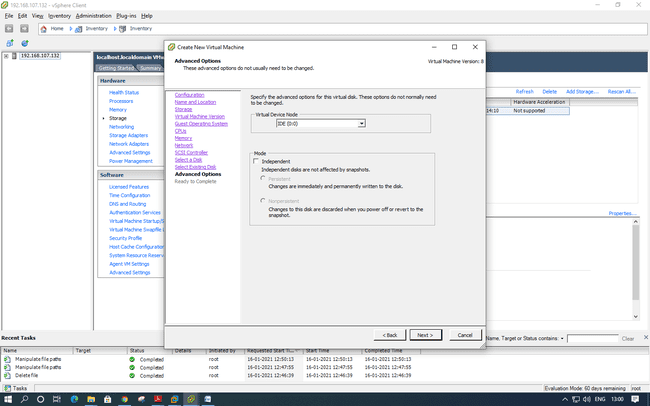 192.168.107.132 - vSphere Client
File Edit View Inventory Administration Plug-ins Help
Home Inventory Inventory
192.168.107.132
localhost.localdomain VMw
Getting Started Summary
Hardware
Health Status
Processors
Memory
Storage
Networking
Storage Adapters
Network Adapters
Advanced Settings
Power Management
Software
Licensed Features
Time Configuration
DNS and Routing
Authentication Services
Virtual Machine Startup/S
Virtual Machine Swapfile
Security Profile
Host Cache Configuration
System Resource Reserv
Agent VM Settings
Advanced Settings
Create New Virtual Machine
Advanced Options
These advanced options do not usually need to be changed.
Virtual Machine Version: 8
Configuration
Name and Location
Storage
Virtual Machine Version
Guest Operating System
CPUs
Memory
Network
SCSI Controller
Select a Disk
Select Existing Disk
Advanced Options
Ready to Complete
Specify the advanced options for this virtual disk. These options do not normally need
to be changed.
Virtual Device Node
IDE (0:0)
Mode
Independent
Independent disks are not affected by snapshots.
Persistent
Changes are immediately and permanently written to the disk.
Nonpersistent
Changes to this disk are discarded when you power off or revert to the
snapshot.
< Back Next > Cancel
Refresh Delete Add Storage... Rescan All...
Hardware Acceleration
Not supported
Properties...
Recent Tasks
Name, Target or Status contains: Clear
Name Target Status Details Initiated by Requested Start Ti... Start Time Completed Time
Manipulate file paths Completed root 16-01-2021 12:50:13 16-01-2021 12:50:13 16-01-2021 12:50:13
Manipulate file paths Completed root 16-01-2021 12:47:55 16-01-2021 12:47:55 16-01-2021 12:47:55
Delete file Completed root 16-01-2021 12:46:39 16-01-2021 12:46:39 16-01-2021 12:46:39
Tasks Evaluation Mode: 60 days remaining root
ENG 13:00